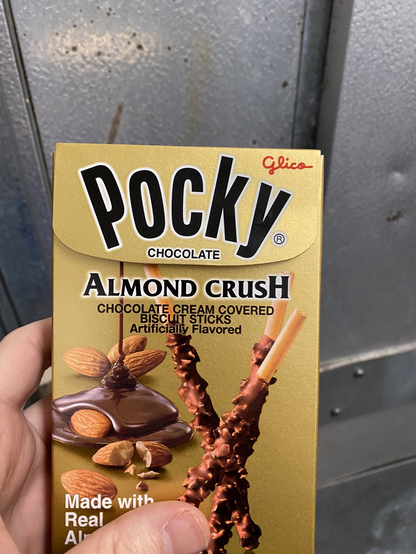 Glico
POCKY®
CHOCOLATE
ALMOND CRUSH
CHOCOLATE CREAM COVERED
BISCUIT STICKS
Artificially Flavored
Made with
Real